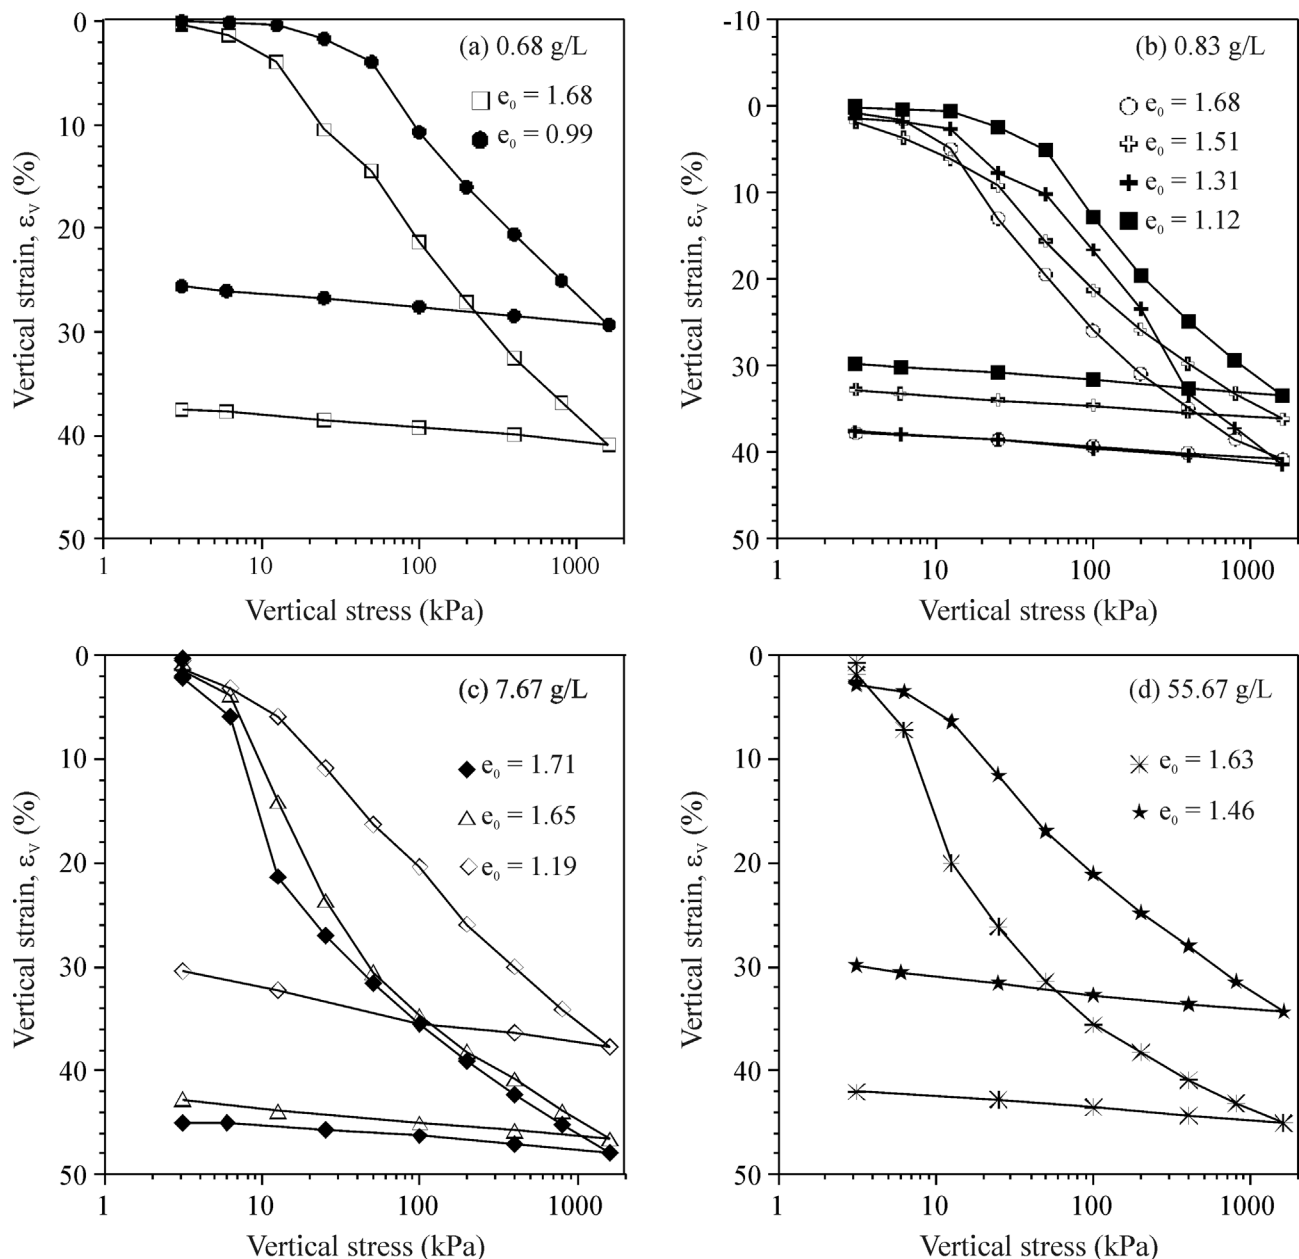 (a) 0.68 g/L
e₀ = 1.68
e₀ = 0.99
0
10
20
30
40
50
Vertical strain, εᵥ (%)
1
10
100
1000
Vertical stress (kPa)
(b) 0.83 g/L
e₀ = 1.68
e₀ = 1.51
e₀ = 1.31
e₀ = 1.12
-10
0
10
20
30
40
50
Vertical strain, εᵥ (%)
1
10
100
1000
Vertical stress (kPa)
(c) 7.67 g/L
e₀ = 1.71
e₀ = 1.65
e₀ = 1.19
0
10
20
30
40
50
Vertical strain, εᵥ (%)
1
10
100
1000
Vertical stress (kPa)
(d) 55.67 g/L
e₀ = 1.63
e₀ = 1.46
0
10
20
30
40
50
Vertical strain, εᵥ (%)
1
10
100
1000
Vertical stress (kPa)